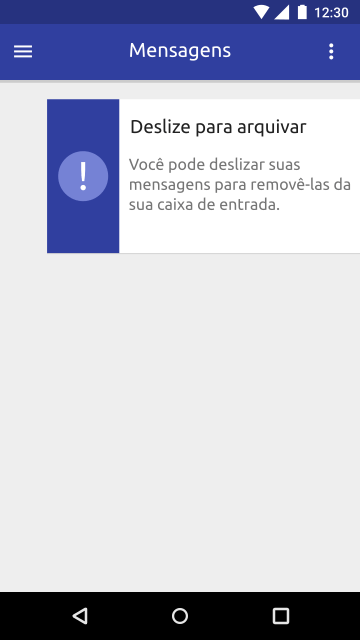 12:30
Mensagens
Deslize para arquivar
Você pode deslizar suas
mensagens para removê-las da
sua caixa de entrada.